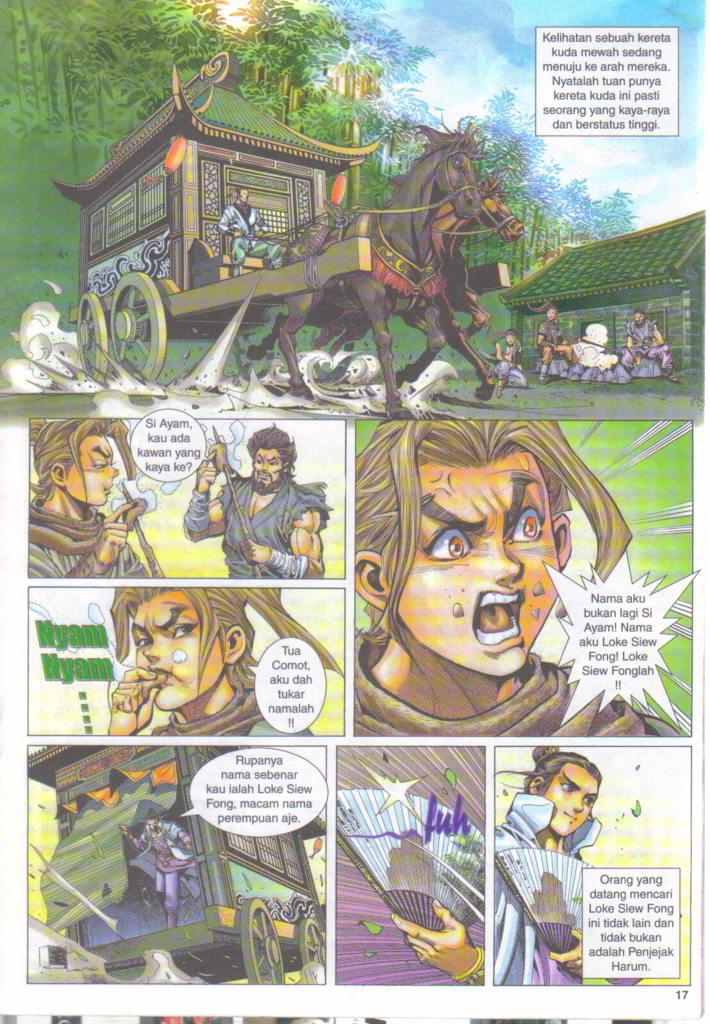 Kelihatan sebuah kereta
kuda mewah sedang
menuju ke arah mereka.
Nyatalah tuan punya
kereta kuda ini pasti
seorang yang kaya-raya
dan berstatus tinggi.
Si Ayam,
kau ada
kawan yang
kaya ke?
Nyam
Nyam
Tua
Comot,
aku dah
tukar
namalah
!!
Nama aku
bukan lagi Si
Ayam! Nama
aku Loke Siew
Fong! Loke
Siew Fonglah
!!
Rupanya
nama sebenar
kau ialah Loke Siew
Fong, macam nama
perempuan aje.
fuh
Orang yang
datang mencari
Loke Siew Fong
ini tidak lain dan
tidak bukan
adalah Penjejak
Harum.
17